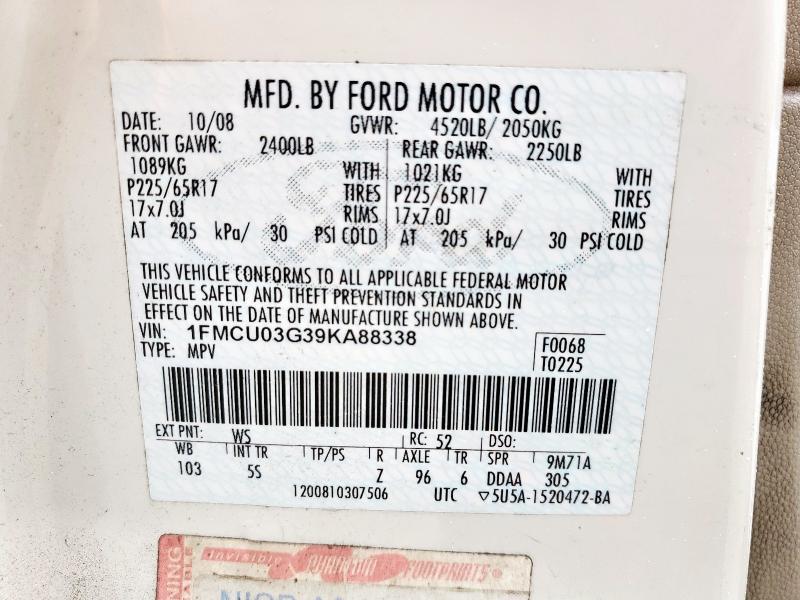 MFD. BY FORD MOTOR CO.
DATE: 10/08 GVWR: 4520LB/ 2050KG
FRONT GAWR: 2400LB REAR GAWR: 2250LB
1089KG WITH 1021KG WITH
P225/65R17 TIRES P225/65R17 TIRES
17x7.0J RIMS 17x7.0J RIMS
AT 205 kPa/ 30 PSI COLD AT 205 kPa/ 30 PSI COLD
THIS VEHICLE CONFORMS TO ALL APPLICABLE FEDERAL MOTOR
VEHICLE SAFETY AND THEFT PREVENTION STANDARDS IN
EFFECT ON THE DATE OF MANUFACTURE SHOWN ABOVE.
VIN: 1FMCU03G39KA88338 F0068
TYPE: MPV T0225
EXT PNT: WS RC: 52 DSO:
WB INT TR TP/PS R AXLE TR SPR 9M71A
103 5S Z 96 6 DDAA 305
1200810307506 UTC ▽5U5A-1520472-BA
invisible PHANTOM FOOTPRINTS